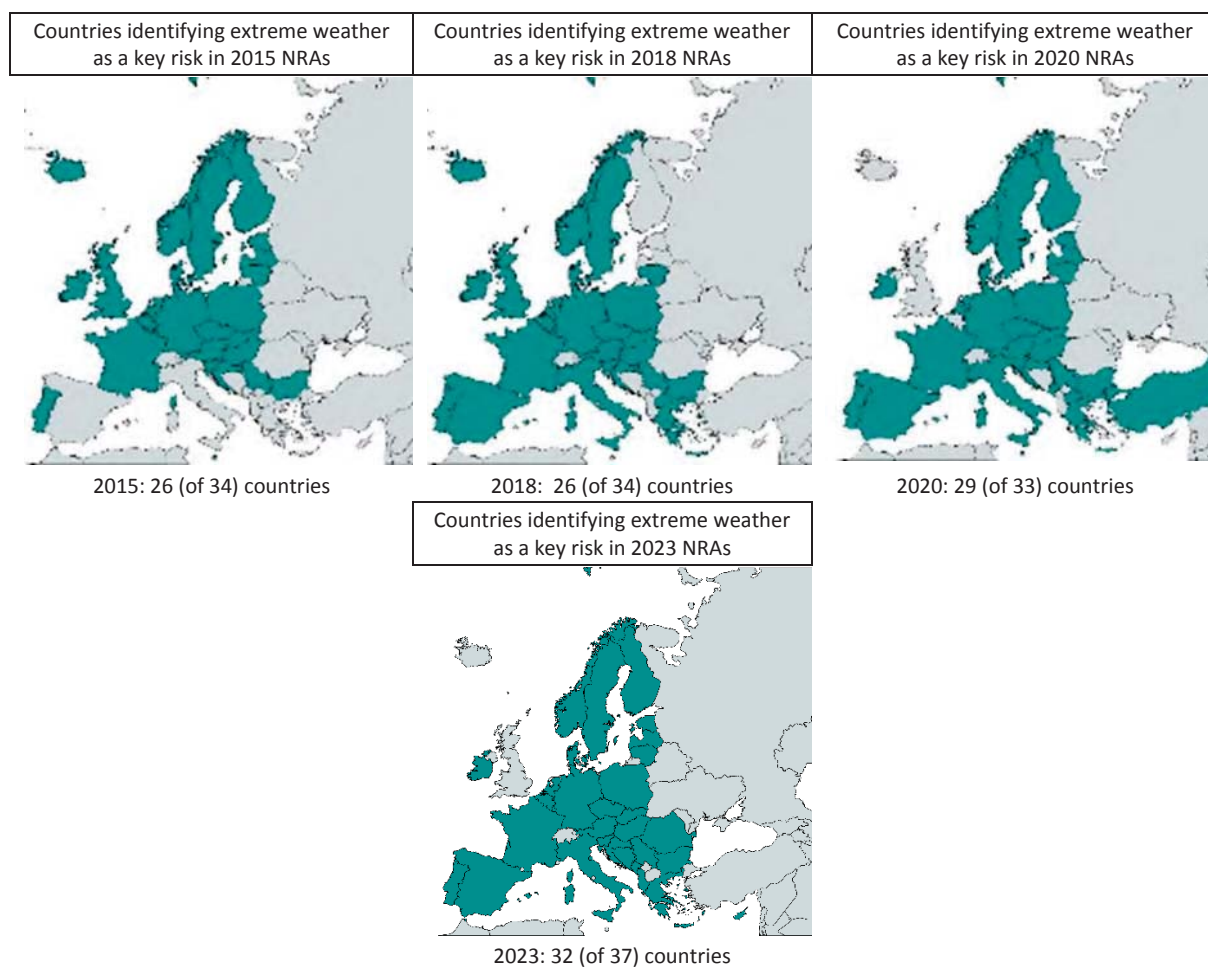 Countries identifying extreme weather
as a key risk in 2015 NRAs
Countries identifying extreme weather
as a key risk in 2018 NRAs
Countries identifying extreme weather
as a key risk in 2020 NRAs
2015: 26 (of 34) countries
2018:  26 (of 34) countries
2020: 29 (of 33) countries
Countries identifying extreme weather
as a key risk in 2023 NRAs
2023: 32 (of 37) countries